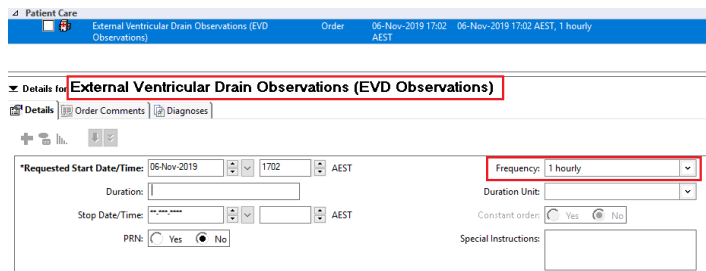 Patient Care
External Ventricular Drain Observations (EVD Order 06-Nov-2019 17:02 06-Nov-2019 17:02 AEST, 1 hourly
Observations) AEST
Details for External Ventricular Drain Observations (EVD Observations)
Details Order Comments Diagnoses
*Requested Start Date/Time: 06-Nov-2019 1702 AEST Frequency: 1 hourly
Duration: Duration Unit:
Stop Date/Time: **-***-**** AEST Constant order: Yes No
PRN: Yes No Special Instructions: